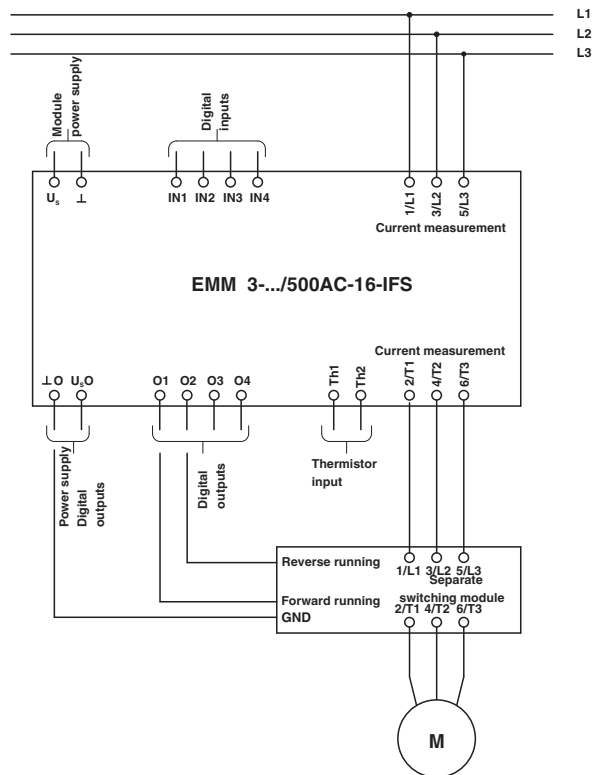 L1
L2
L3
Module
power supply
Digital
inputs
Uₛ ⊥
IN1 IN2 IN3 IN4
1/L1
3/L2
5/L3
Current measurement
EMM 3-.../500AC-16-IFS
Current measurement
⊥O UₛO
O1 O2 O3 O4
Th1
Th2
2/T1
4/T2
6/T3
Power supply
Digital
outputs
Digital
outputs
Thermistor
input
Reverse running
1/L1 3/L2 5/L3
Separate
switching module
Forward running
2/T1 4/T2 6/T3
GND
M